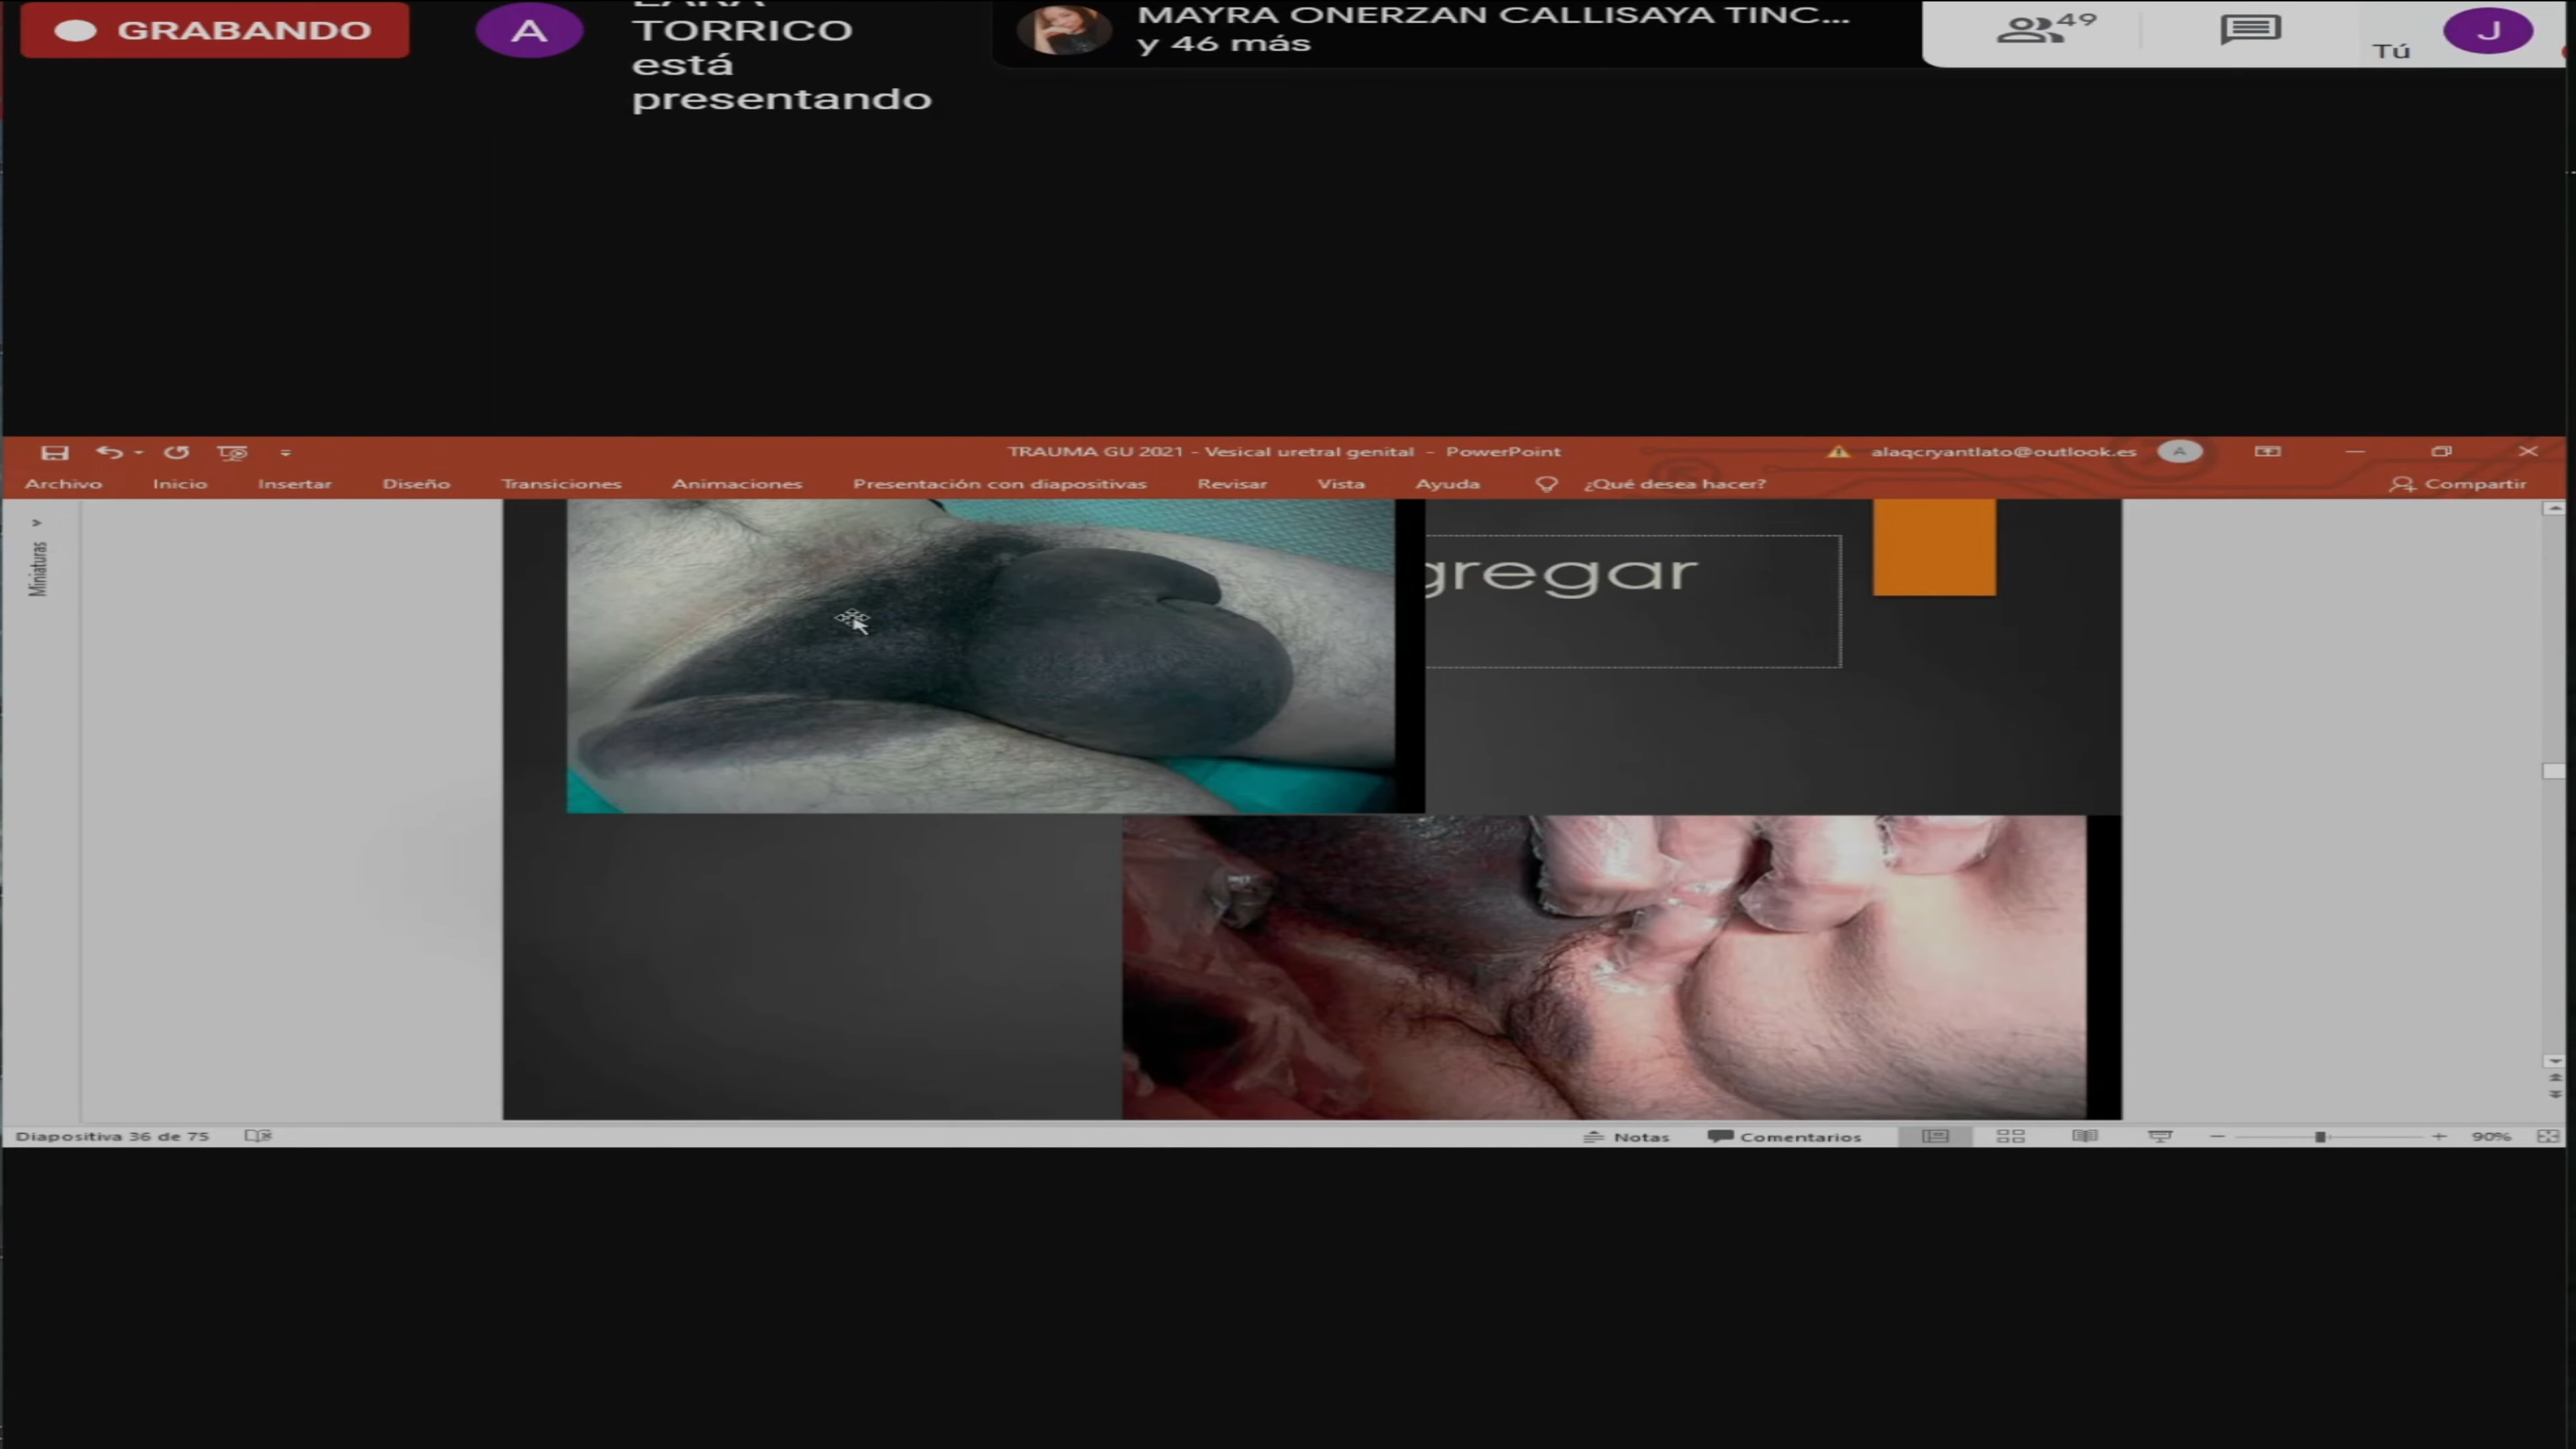 GRABANDO
A
TORRICO
está
presentando
MAYRA ONERZAN CALLISAYA TINC...
y 46 más
49
Tú
J
TRAUMA GU 2021 - Vesical uretral genital - PowerPoint
alaqcryantlato@outlook.es
A
Archivo
Inicio
Insertar
Diseño
Transiciones
Animaciones
Presentación con diapositivas
Revisar
Vista
Ayuda
¿Qué desea hacer?
Compartir
Miniaturas
gregar
Diapositiva 36 de 75
Notas
Comentarios
90%